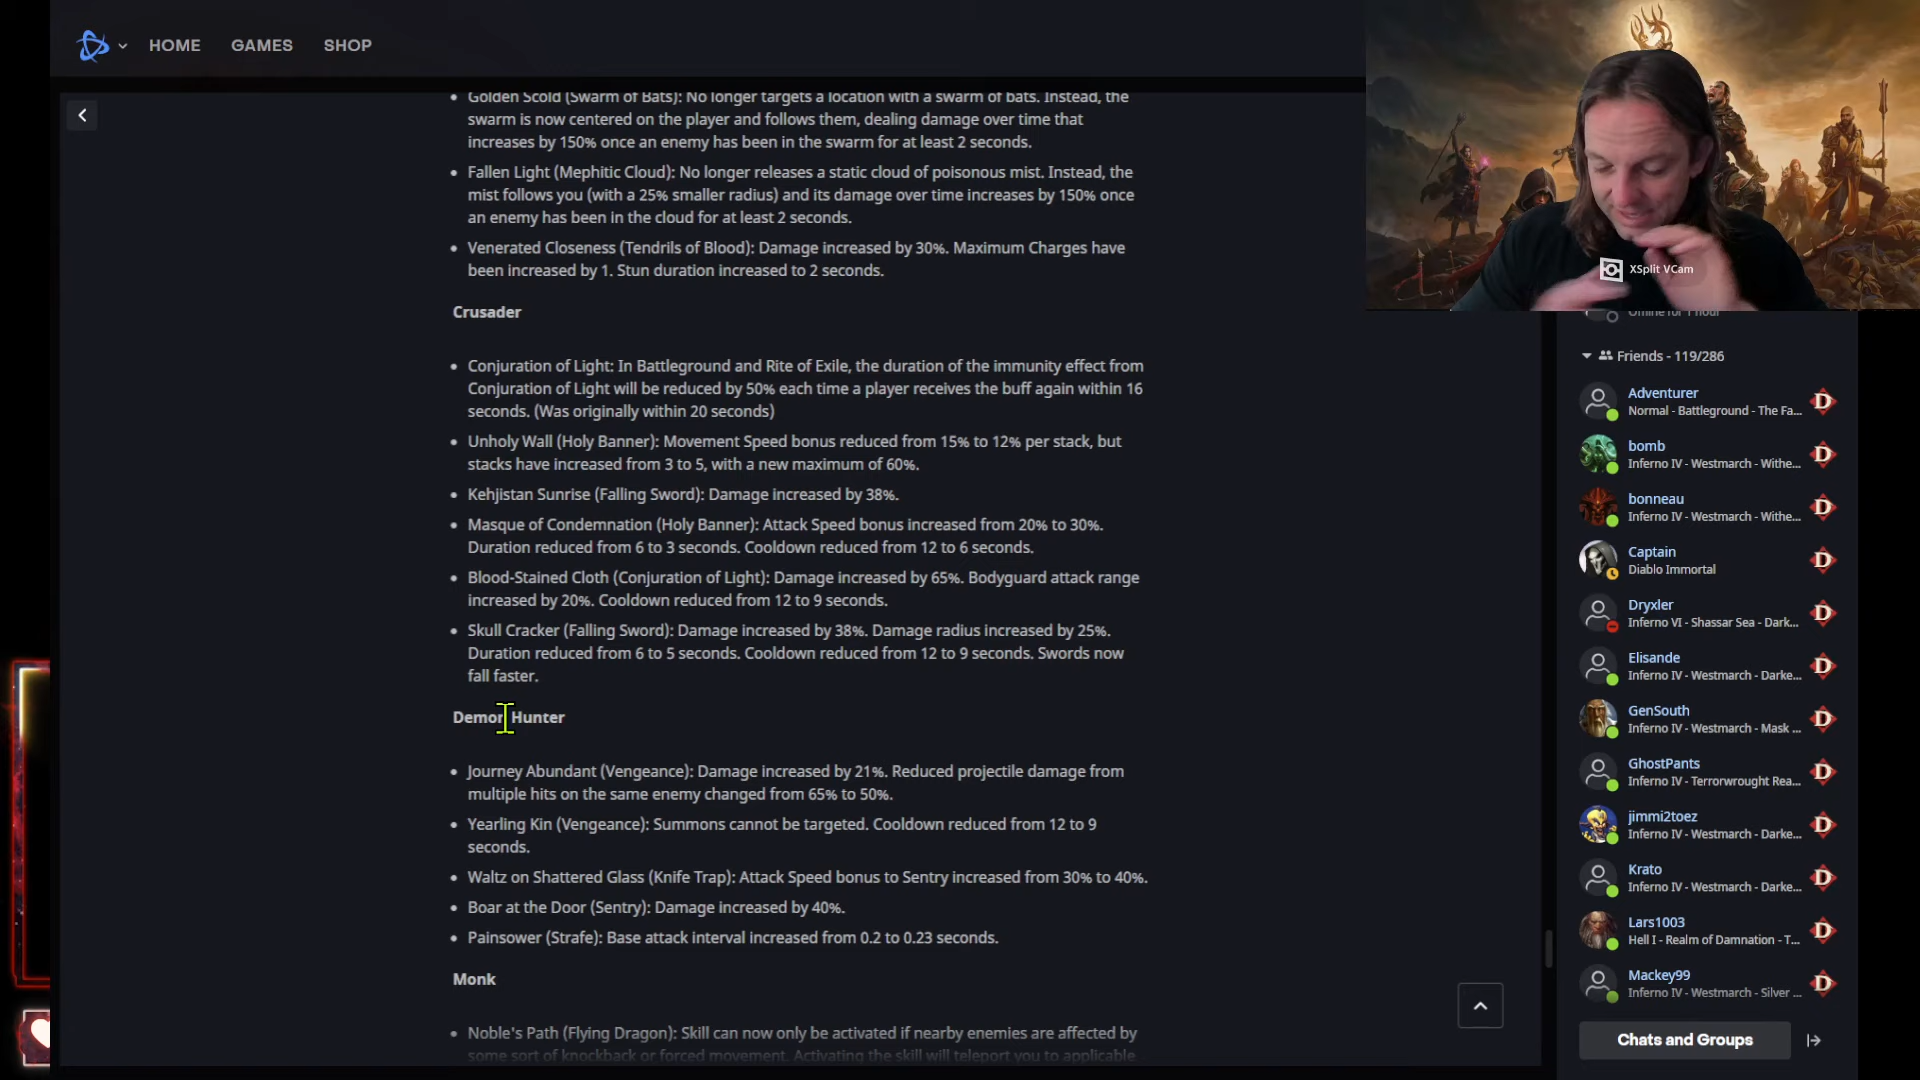 HOME GAMES SHOP
• Golden Scold (Swarm of Bats): No longer targets a location with a swarm of bats. Instead, the
swarm is now centered on the player and follows them, dealing damage over time that
increases by 150% once an enemy has been in the swarm for at least 2 seconds.
• Fallen Light (Mephitic Cloud): No longer releases a static cloud of poisonous mist. Instead, the
mist follows you (with a 25% smaller radius) and its damage over time increases by 150% once
an enemy has been in the cloud for at least 2 seconds.
• Venerated Closeness (Tendrils of Blood): Damage increased by 30%. Maximum Charges have
been increased by 1. Stun duration increased to 2 seconds.
Crusader
• Conjuration of Light: In Battleground and Rite of Exile, the duration of the immunity effect from
Conjuration of Light will be reduced by 50% each time a player receives the buff again within 16
seconds. (Was originally within 20 seconds)
• Unholy Wall (Holy Banner): Movement Speed bonus reduced from 15% to 12% per stack, but
stacks have increased from 3 to 5, with a new maximum of 60%.
• Kehjistan Sunrise (Falling Sword): Damage increased by 38%.
• Masque of Condemnation (Holy Banner): Attack Speed bonus increased from 20% to 30%.
Duration reduced from 6 to 3 seconds. Cooldown reduced from 12 to 6 seconds.
• Blood-Stained Cloth (Conjuration of Light): Damage increased by 65%. Bodyguard attack range
increased by 20%. Cooldown reduced from 12 to 9 seconds.
• Skull Cracker (Falling Sword): Damage increased by 38%. Damage radius increased by 25%.
Duration reduced from 6 to 5 seconds. Cooldown reduced from 12 to 9 seconds. Swords now
fall faster.
Demon Hunter
• Journey Abundant (Vengeance): Damage increased by 21%. Reduced projectile damage from
multiple hits on the same enemy changed from 65% to 50%.
• Yearling Kin (Vengeance): Summons cannot be targeted. Cooldown reduced from 12 to 9
seconds.
• Waltz on Shattered Glass (Knife Trap): Attack Speed bonus to Sentry increased from 30% to 40%.
• Boar at the Door (Sentry): Damage increased by 40%.
• Painsower (Strafe): Base attack interval increased from 0.2 to 0.23 seconds.
Monk
• Noble's Path (Flying Dragon): Skill can now only be activated if nearby enemies are affected by
some sort of knockback or forced movement. Activating the skill will teleport you to applicable
XSplit VCam
Offline for 1 hour
Friends - 119/286
Adventurer
Normal - Battleground - The Fa...
bomb
Inferno IV - Westmarch - Withe...
bonneau
Inferno IV - Westmarch - Withe...
Captain
Diablo Immortal
Dryxler
Inferno VI - Shassar Sea - Dark...
Elisande
Inferno IV - Westmarch - Darke...
GenSouth
Inferno IV - Westmarch - Mask ...
GhostPants
Inferno IV - Terrorwrought Rea...
jimmi2toez
Inferno IV - Westmarch - Darke...
Krato
Inferno IV - Westmarch - Darke...
Lars1003
Hell I - Realm of Damnation - T...
Mackey99
Inferno IV - Westmarch - Silver ...
Chats and Groups